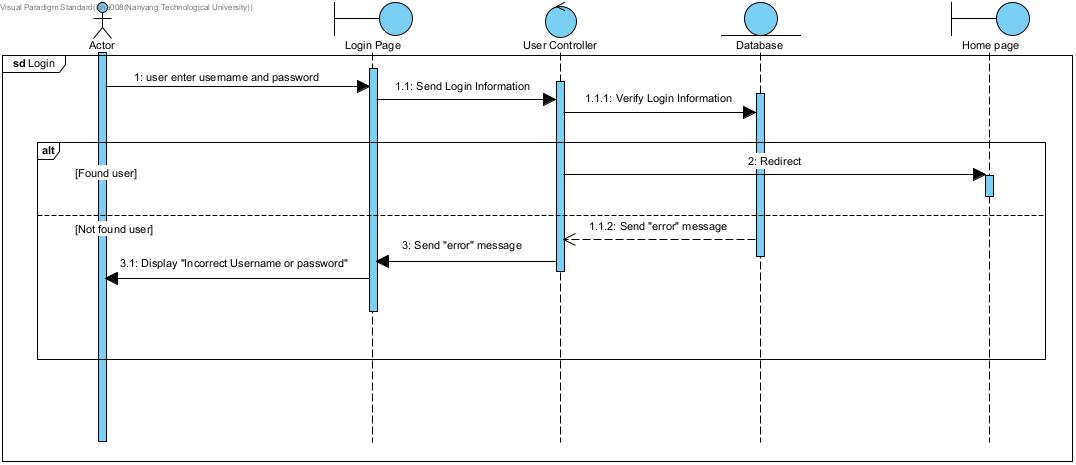 Visual Paradigm Standard( 008(Nanyang Technological University))
Actor
Login Page
User Controller
Database
Home page
sd Login
1: user enter username and password
1.1: Send Login Information
1.1.1: Verify Login Information
alt
2: Redirect
[Found user]
[Not found user]
1.1.2: Send "error" message
3: Send "error" message
3.1: Display "Incorrect Username or password"